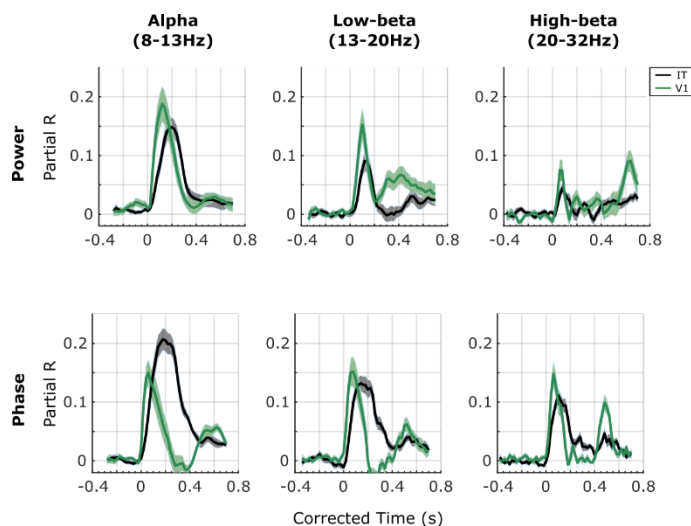 Alpha
(8-13Hz)
Low-beta
(13-20Hz)
High-beta
(20-32Hz)
IT
V1
Power
Partial R
0.2
0.1
0
-0.4 0 0.4 0.8
0.2
0.1
0
-0.4 0 0.4 0.8
0.2
0.1
0
-0.4 0 0.4 0.8
Phase
Partial R
0.2
0.1
0
-0.4 0 0.4 0.8
0.2
0.1
0
-0.4 0 0.4 0.8
0.2
0.1
0
-0.4 0 0.4 0.8
Corrected Time (s)